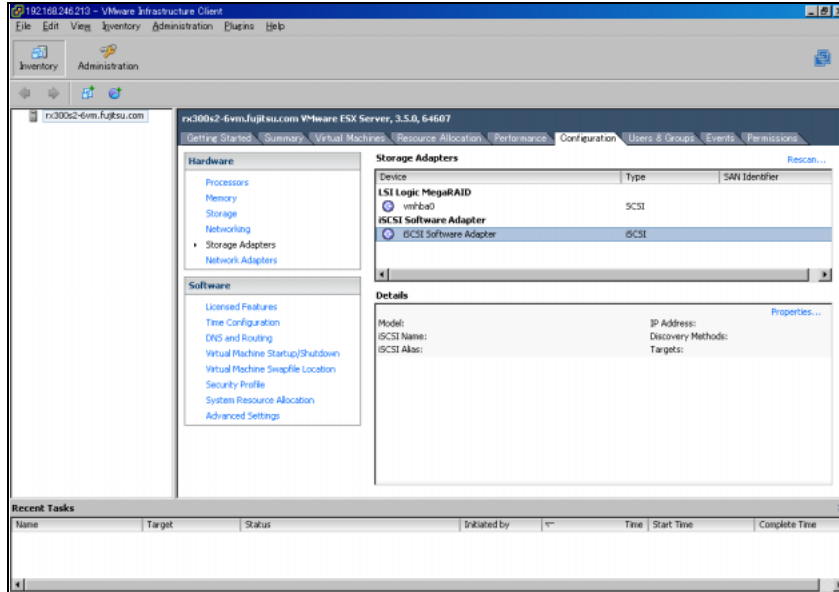 192.168.246.213 - VMware Infrastructure Client
File Edit View Inventory Administration Plugins Help
Inventory Administration
rx300s2-6vm.fujitsu.com
rx300s2-6vm.fujitsu.com VMware ESX Server, 3.5.0, 64607
Getting Started Summary Virtual Machines Resource Allocation Performance Configuration Users & Groups Events Permissions
Hardware
Processors
Memory
Storage
Networking
Storage Adapters
Network Adapters
Software
Licensed Features
Time Configuration
DNS and Routing
Virtual Machine Startup/Shutdown
Virtual Machine Swapfile Location
Security Profile
System Resource Allocation
Advanced Settings
Storage Adapters Rescan...
Device Type SAN Identifier
LSI Logic MegaRAID
vmhba0 SCSI
iSCSI Software Adapter
iSCSI Software Adapter iSCSI
Details
Properties...
Model: IP Address:
iSCSI Name: Discovery Methods:
iSCSI Alias: Targets:
Recent Tasks
Name Target Status Initiated by Time Start Time Complete Time